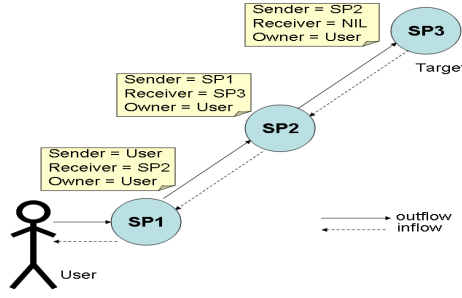 Sender = SP2
Receiver = NIL
Owner = User
SP3
Target
Sender = SP1
Receiver = SP3
Owner = User
SP2
Sender = User
Receiver = SP2
Owner = User
SP1
User
outflow
inflow